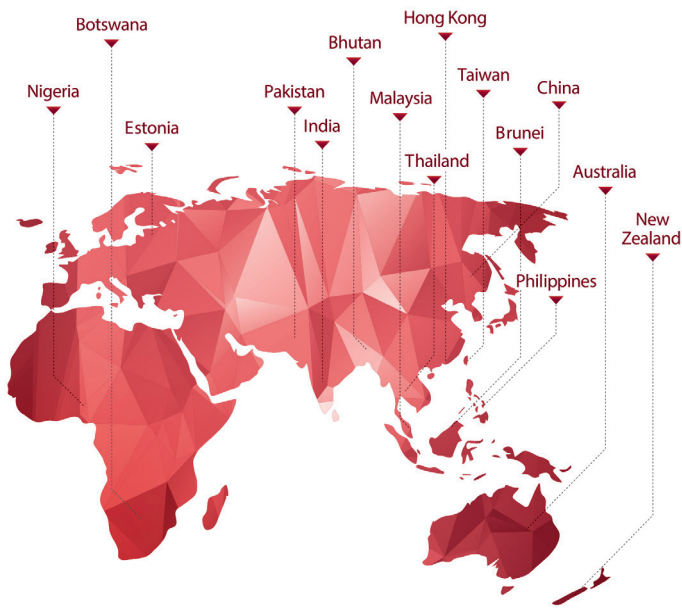 Botswana
Hong Kong
Bhutan
Taiwan
Nigeria
Pakistan
Malaysia
China
Estonia
India
Brunei
Thailand
Australia
New
Zealand
Philippines